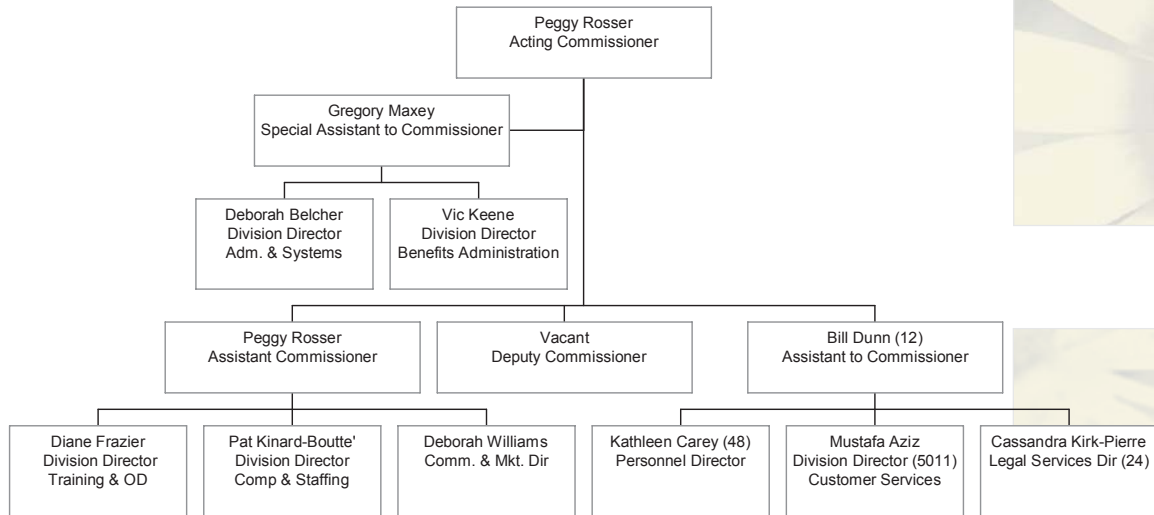 Peggy Rosser
Acting Commissioner
Gregory Maxey
Special Assistant to Commissioner
Deborah Belcher
Division Director
Adm. & Systems
Vic Keene
Division Director
Benefits Administration
Peggy Rosser
Assistant Commissioner
Vacant
Deputy Commissioner
Bill Dunn (12)
Assistant to Commissioner
Diane Frazier
Division Director
Training & OD
Pat Kinard-Boutte'
Division Director
Comp & Staffing
Deborah Williams
Comm. & Mkt. Dir
Kathleen Carey (48)
Personnel Director
Mustafa Aziz
Division Director (5011)
Customer Services
Cassandra Kirk-Pierre
Legal Services Dir (24)